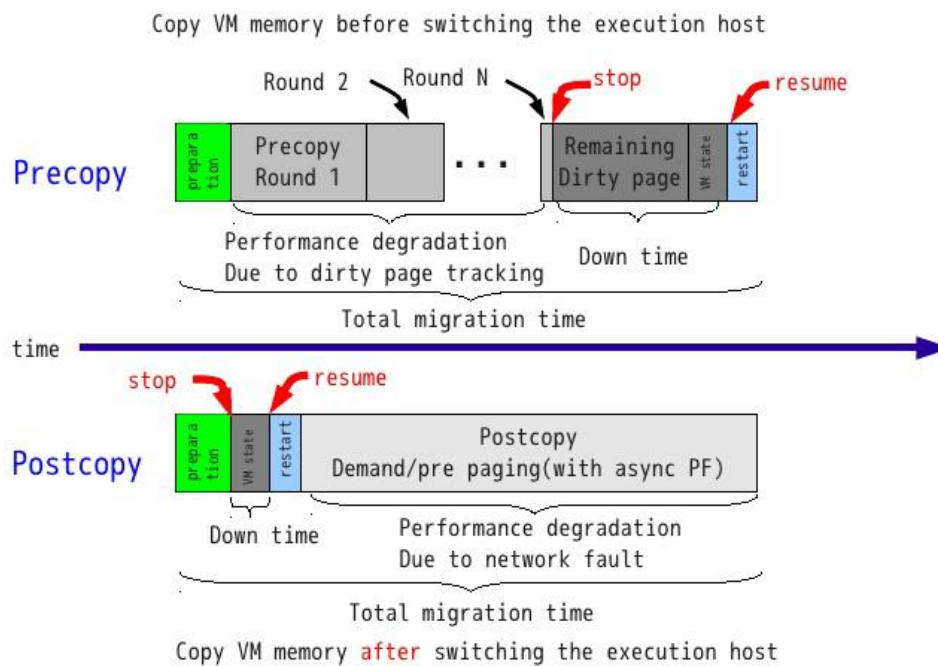 Copy VM memory before switching the execution host
Round 2
Round N
stop
resume
Precopy
prepara
tion
Precopy
Round 1
...
Remaining
Dirty page
VM state
restart
Performance degradation
Due to dirty page tracking
Down time
Total migration time
time
stop
resume
Postcopy
prepara
tion
VM state
restart
Postcopy
Demand/pre paging(with async PF)
Down time
Performance degradation
Due to network fault
Total migration time
Copy VM memory after switching the execution host